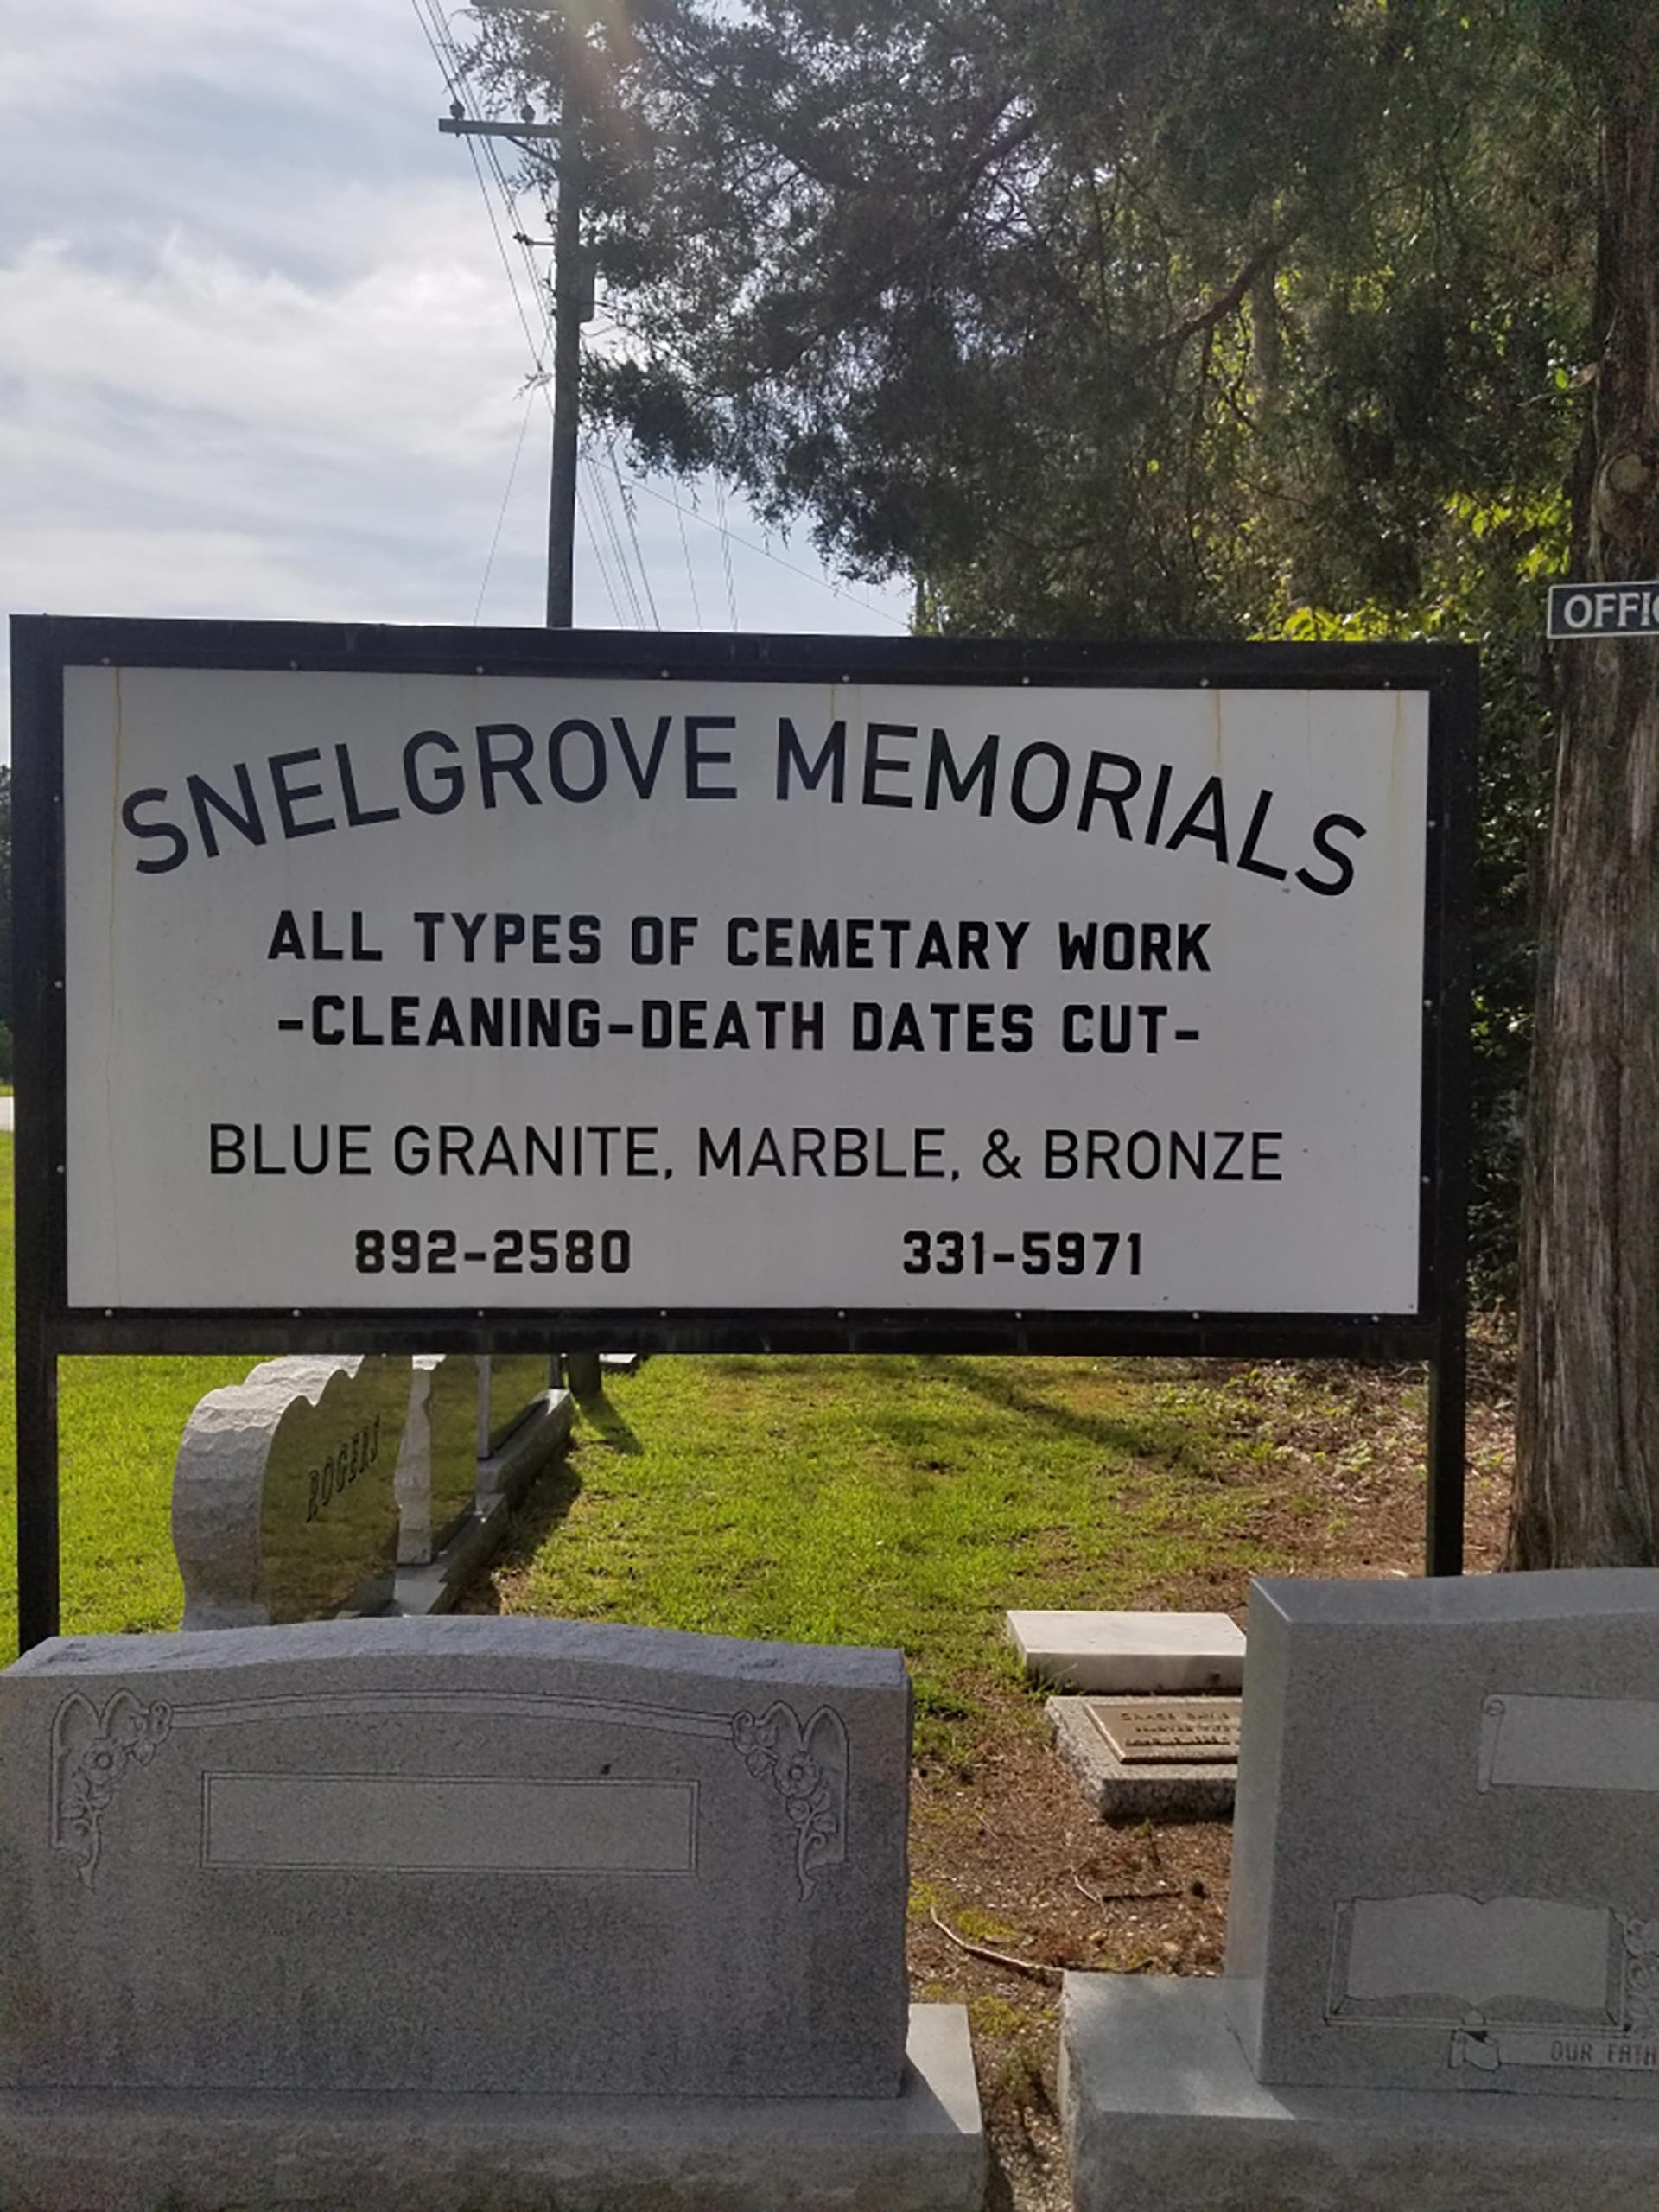 OFFIC
SNELGROVE MEMORIALS
ALL TYPES OF CEMETARY WORK
-CLEANING-DEATH DATES CUT-
BLUE GRANITE, MARBLE, & BRONZE
892-2580 331-5971
ROGERS
OUR FATH